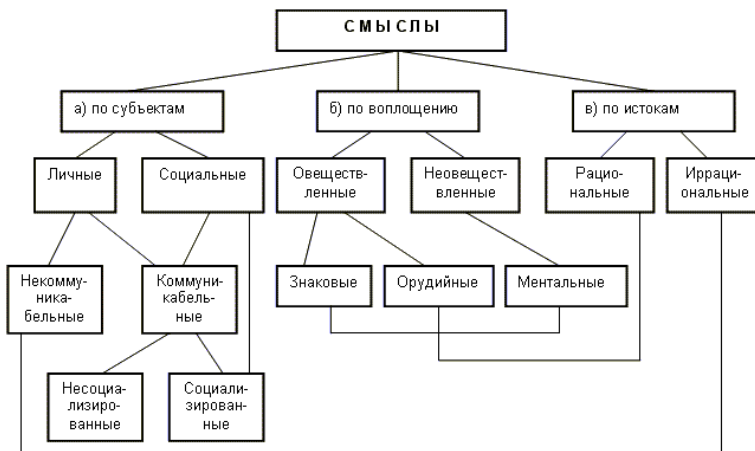 СМЫСЛЫ
а) по субъектам
б) по воплощению
в) по истокам
Личные
Социальные
Овеществ-
ленные
Неовещест-
вленные
Рацио-
нальные
Ирраци-
ональные
Некомму-
ника-
бельные
Коммуни-
кабель-
ные
Знаковые
Орудийные
Ментальные
Несоциа-
лизиро-
ванные
Социали-
зирован-
ные